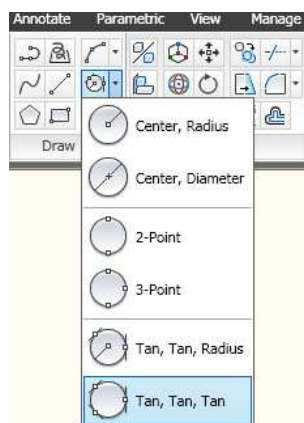 Annotate Parametric View Manage
Draw
Center, Radius
Center, Diameter
2-Point
3-Point
Tan, Tan, Radius
Tan, Tan, Tan